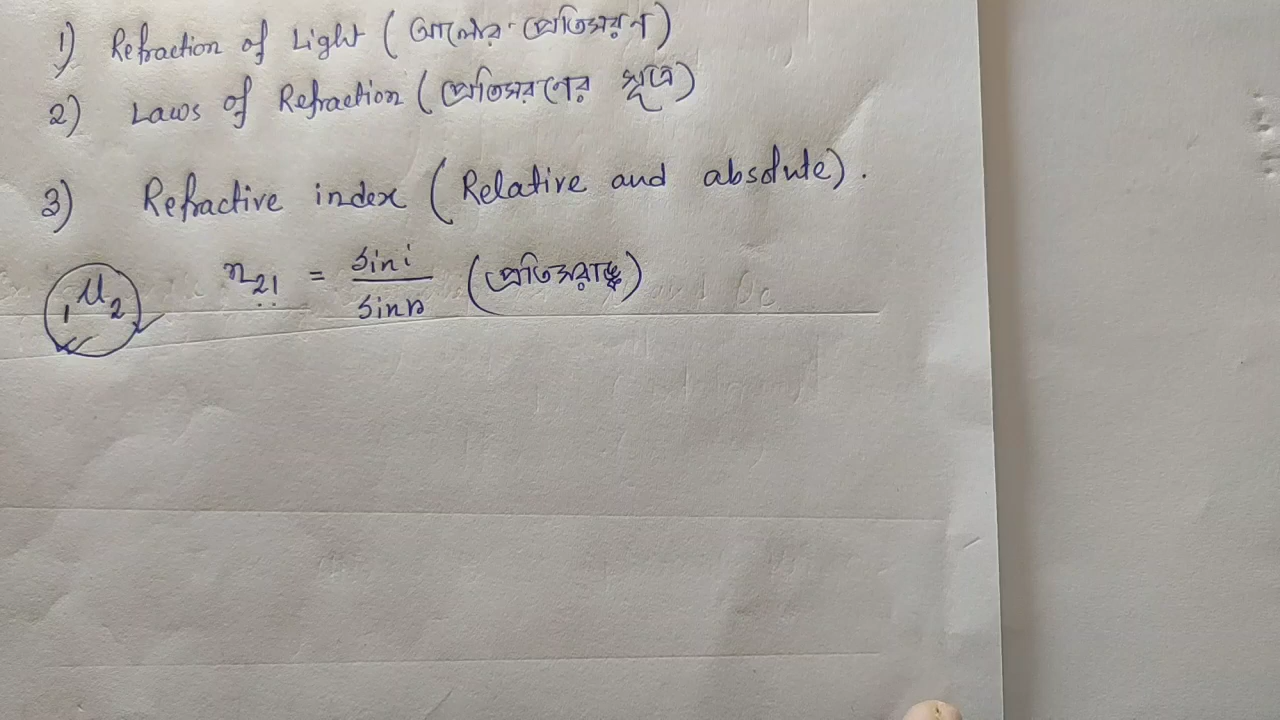 1) Refraction of Light (আলোর প্রতিসরণ)
2) Laws of Refraction (প্রতিসরণের সূত্র)
3) Refractive index (Relative and absolute).
₁μ₂ n₂₁ = sin i / sin r (প্রতিসরাঙ্ক)